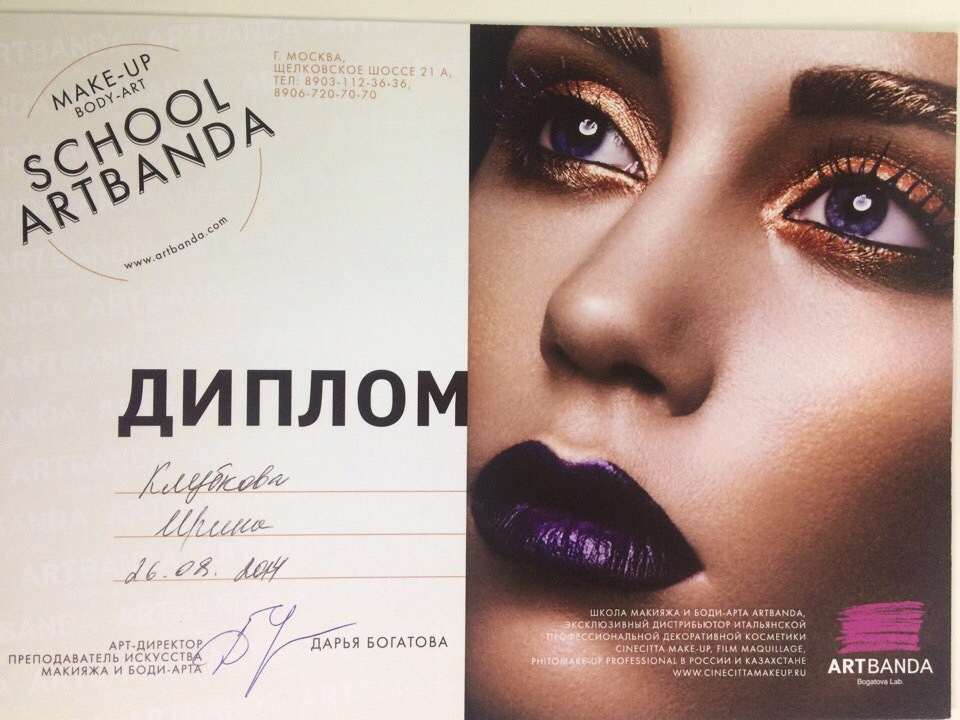 MAKE-UP
BODY-ART
SCHOOL
ARTBANDA
www.artbanda.com
Г. МОСКВА,
ЩЕЛКОВСКОЕ ШОССЕ 21 А,
ТЕЛ: 8903-112-36-36,
8906-720-70-70
ДИПЛОМ
Клубкова
Ирина
26.08.2014
АРТ-ДИРЕКТОР
ПРЕПОДАВАТЕЛЬ ИСКУССТВА
МАКИЯЖА И БОДИ-АРТА
ДАРЬЯ БОГАТОВА
ШКОЛА МАКИЯЖА И БОДИ-АРТА ARTBANDA,
ЭКСКЛЮЗИВНЫЙ ДИСТРИБЬЮТОР ИТАЛЬЯНСКОЙ
ПРОФЕССИОНАЛЬНОЙ ДЕКОРАТИВНОЙ КОСМЕТИКИ
CINECITTA MAKE-UP, FILM MAQUILLAGE,
PHITOMAKE-UP PROFESSIONAL В РОССИИ И КАЗАХСТАНЕ
WWW.CINECITTAMAKEUP.RU
ARTBANDA
Bogatova Lab.